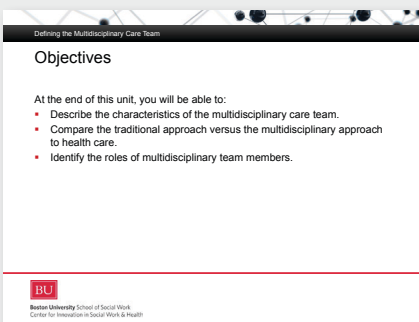 Defining the Multidisciplinary Care Team
Objectives
At the end of this unit, you will be able to:
▪ Describe the characteristics of the multidisciplinary care team.
▪ Compare the traditional approach versus the multidisciplinary approach
to health care.
▪ Identify the roles of multidisciplinary team members.
BU
Boston University School of Social Work
Center for Innovation in Social Work & Health